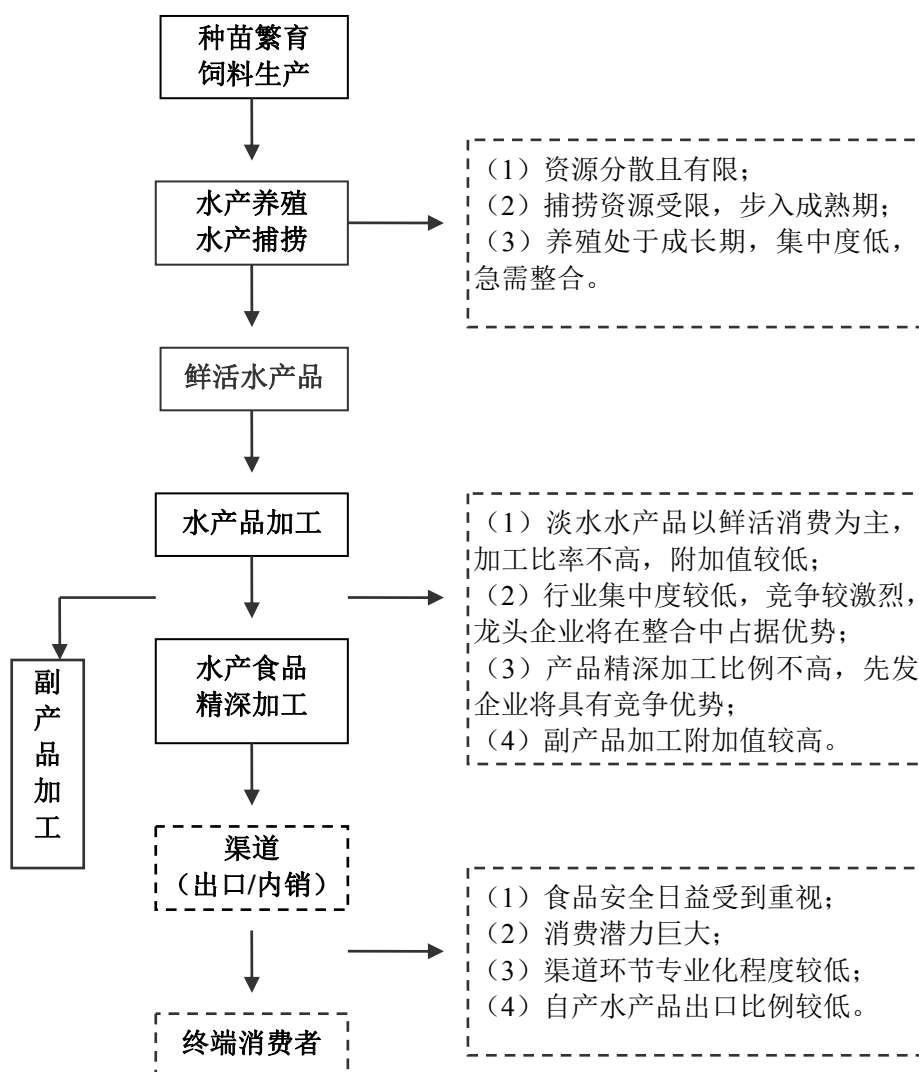 种苗繁育
饲料生产
水产养殖
水产捕捞
（1）资源分散且有限；
（2）捕捞资源受限，步入成熟期；
（3）养殖处于成长期，集中度低，
急需整合。
鲜活水产品
水产品加工
（1）淡水水产品以鲜活消费为主，
加工比率不高，附加值较低；
（2）行业集中度较低，竞争较激烈，
龙头企业将在整合中占据优势；
（3）产品精深加工比例不高，先发
企业将具有竞争优势；
（4）副产品加工附加值较高。
水产食品
精深加工
副
产
品
加
工
渠道
（出口/内销）
（1）食品安全日益受到重视；
（2）消费潜力巨大；
（3）渠道环节专业化程度较低；
（4）自产水产品出口比例较低。
终端消费者